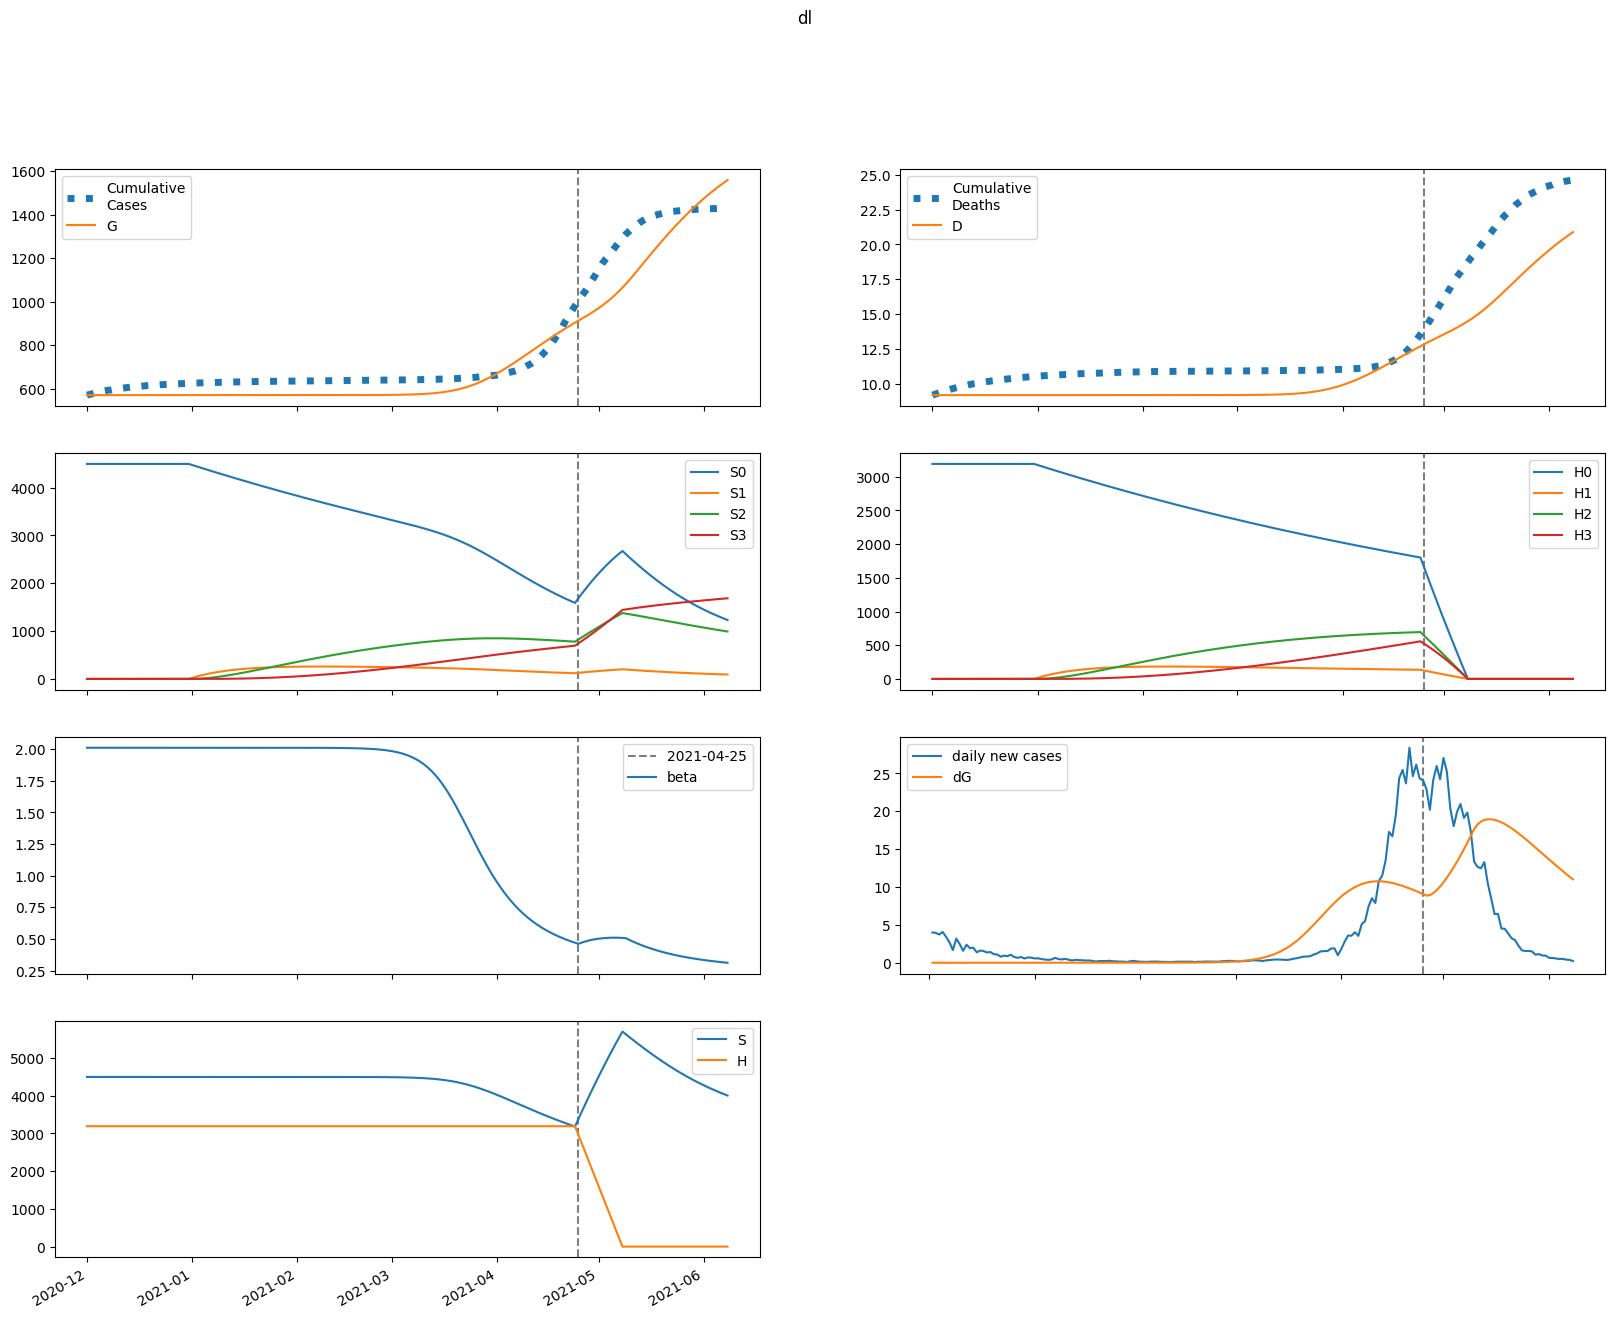 dl
1600
1400
1200
1000
800
600
Cumulative
Cases
G
25.0
22.5
20.0
17.5
15.0
12.5
10.0
Cumulative
Deaths
D
4000
3000
2000
1000
0
S0
S1
S2
S3
3000
2500
2000
1500
1000
500
0
H0
H1
H2
H3
2.00
1.75
1.50
1.25
1.00
0.75
0.50
0.25
2021-04-25
beta
25
20
15
10
5
0
daily new cases
dG
5000
4000
3000
2000
1000
0
S
H
2020-12
2021-01
2021-02
2021-03
2021-04
2021-05
2021-06